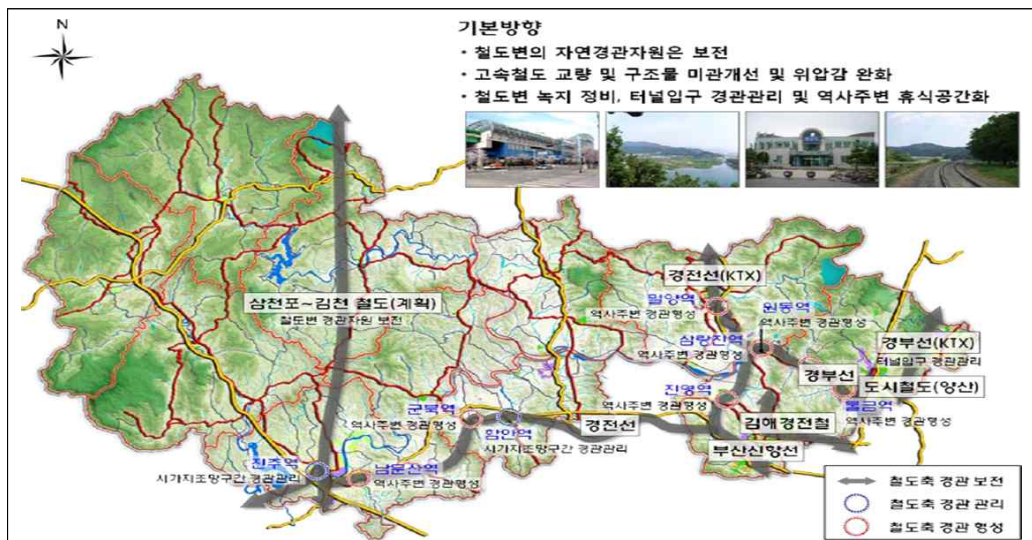 기본방향
• 철도변의 자연경관자원은 보전
• 고속철도 교량 및 구조물 미관개선 및 위압감 완화
• 철도변 녹지 정비, 터널입구 경관관리 및 역사주변 휴식공간화
N
경전선(KTX)
밀양역
역사주변 경관형성
원동역
역사주변 경관형성
삼천포~김천 철도(계획)
철도변 경관자원 보전
삼랑진역
역사주변 경관형성
경부선(KTX)
터널입구 경관관리
경부선
도시철도(양산)
진영역
역사주변 경관형성
물금역
역사주변 경관형성
군북역
역사주변 경관형성
함안역
시가지조망구간 경관관리
경전선
김해경전철
부산신항선
진주역
시가지조망구간 경관관리
남문산역
역사주변 경관형성
철도축 경관 보전
철도축 경관 관리
철도축 경관 형성